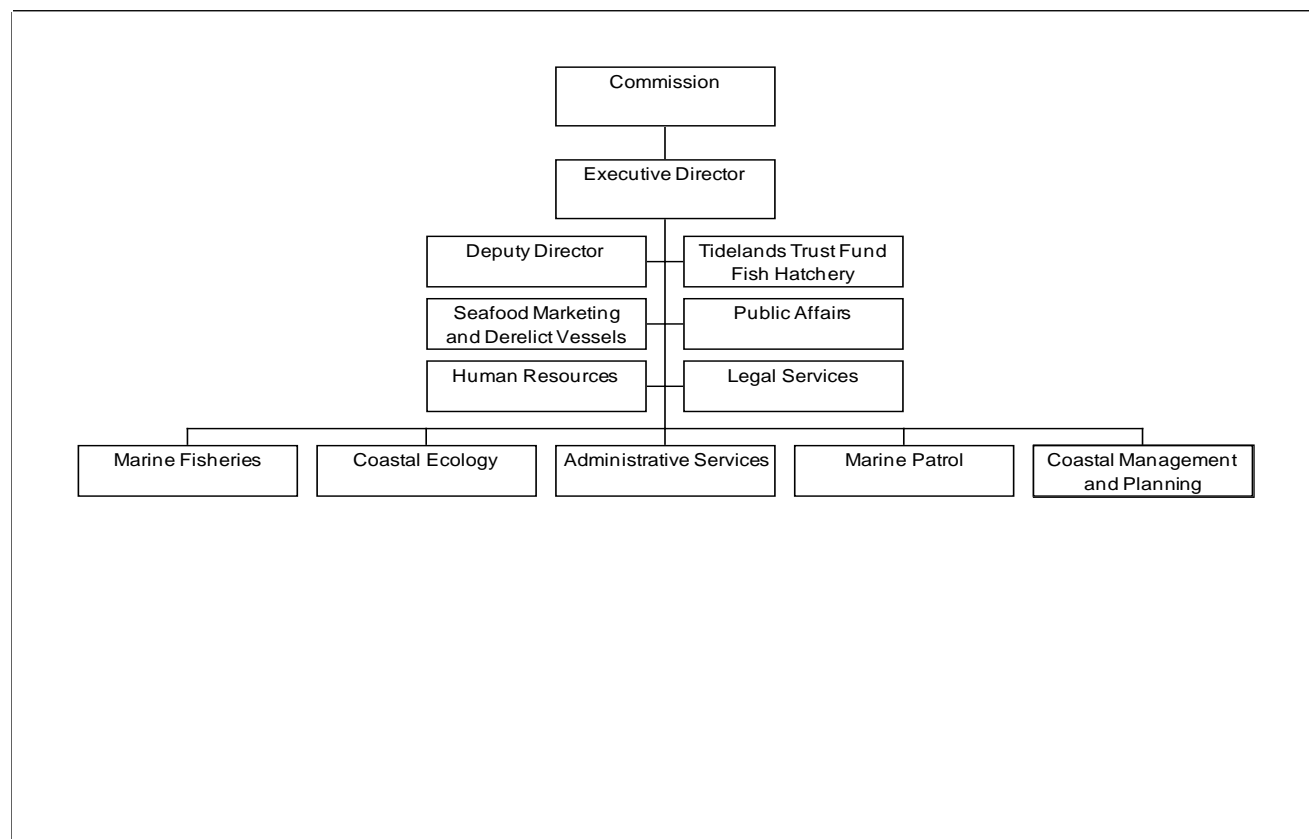 Commission
Executive Director
Deputy Director
Tidelands Trust Fund
Fish Hatchery
Seafood Marketing
and Derelict Vessels
Public Affairs
Human Resources
Legal Services
Marine Fisheries
Coastal Ecology
Administrative Services
Marine Patrol
Coastal Management
and Planning